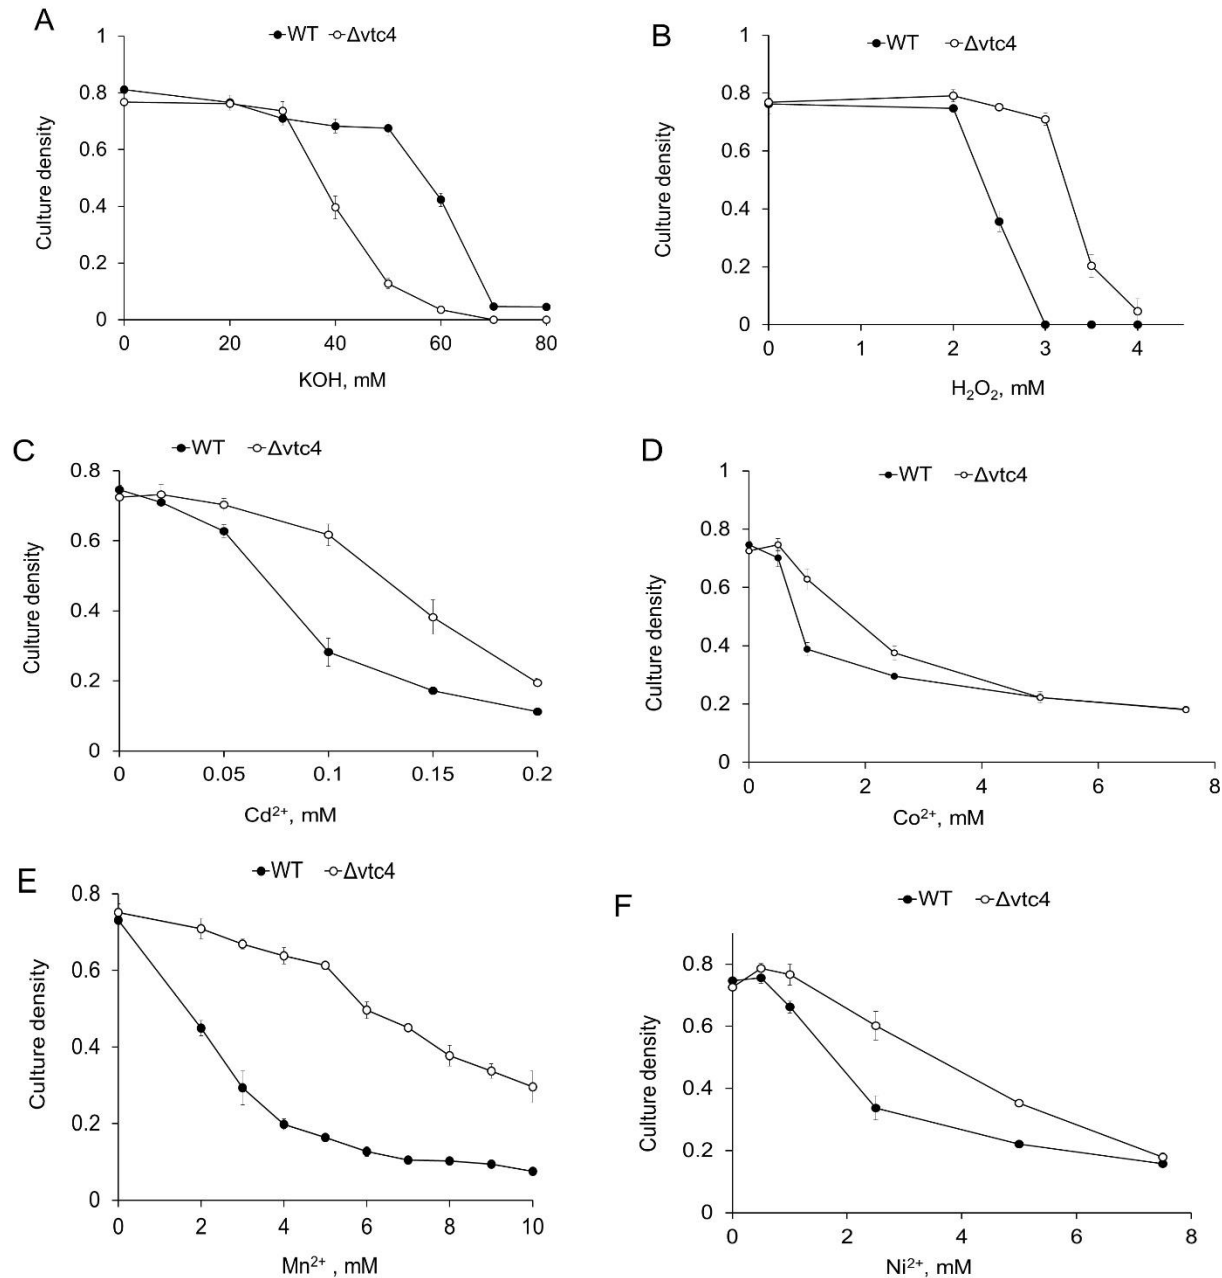 A
WT Δvtc4
1
0.8
0.6
0.4
0.2
0
Culture density
0 20 40 60 80
KOH, mM
B
WT Δvtc4
1
0.8
0.6
0.4
0.2
0
Culture density
0 1 2 3 4
H₂O₂, mM
C
WT Δvtc4
0.8
0.6
0.4
0.2
0
Culture density
0 0.05 0.1 0.15 0.2
Cd²⁺, mM
D
WT Δvtc4
1
0.8
0.6
0.4
0.2
0
Culture density
0 2 4 6 8
Co²⁺, mM
E
WT Δvtc4
0.8
0.6
0.4
0.2
0
Culture density
0 2 4 6 8 10
Mn²⁺ , mM
F
WT Δvtc4
0.8
0.6
0.4
0.2
0
Culture density
0 2 4 6 8
Ni²⁺, mM